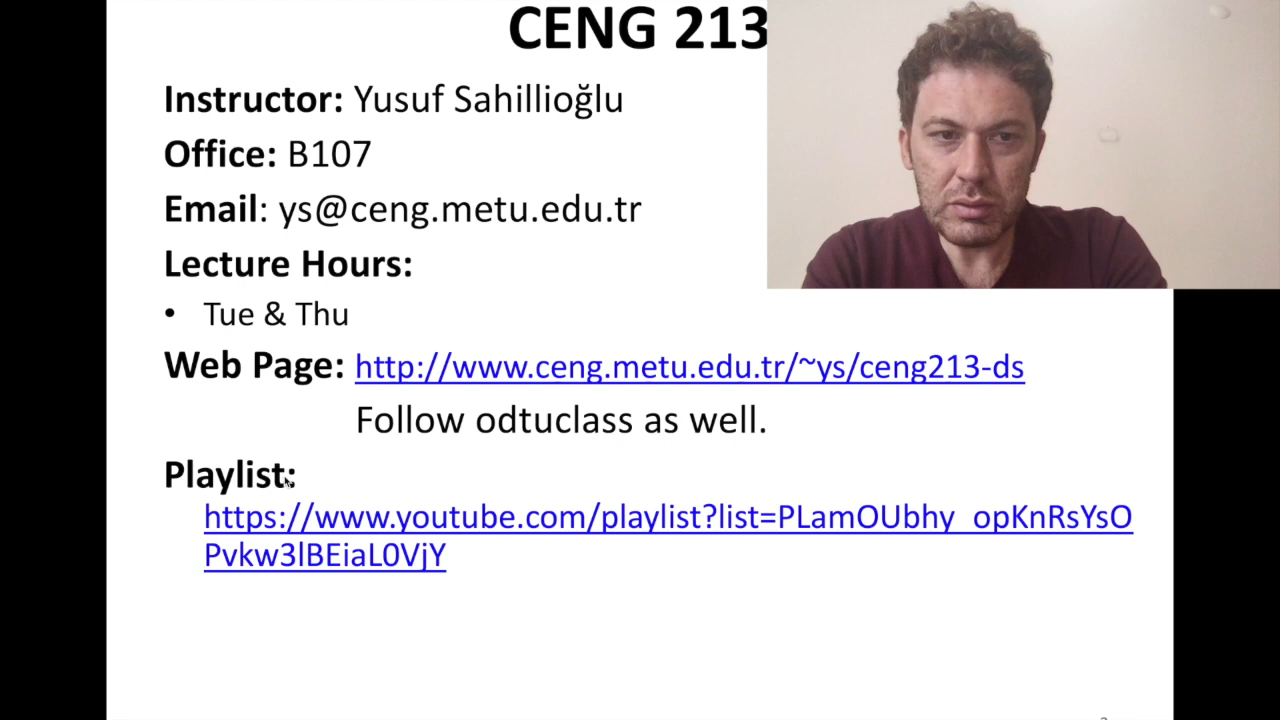 CENG 213
Instructor: Yusuf Sahillioğlu
Office: B107
Email: ys@ceng.metu.edu.tr
Lecture Hours:
• Tue & Thu
Web Page: http://www.ceng.metu.edu.tr/~ys/ceng213-ds
Follow odtuclass as well.
Playlist:
https://www.youtube.com/playlist?list=PLamOUbhy_opKnRsYsO
Pvkw3lBEiaL0VjY